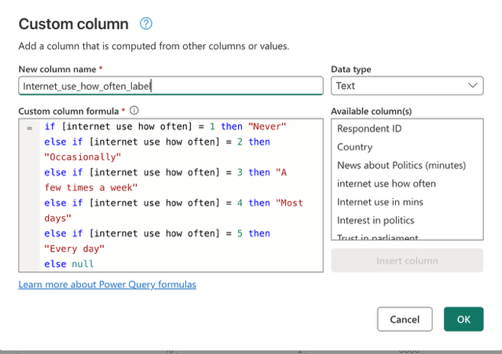 Custom column ?
Add a column that is computed from other columns or values.
New column name *
Data type
Internet_use_how_often_label
Text
Custom column formula *
Available column(s)
= if [internet use how often] = 1 then "Never"
else if [internet use how often] = 2 then
"Occasionally"
else if [internet use how often] = 3 then "A
few times a week"
else if [internet use how often] = 4 then "Most
days"
else if [internet use how often] = 5 then
"Every day"
else null
Respondent ID
Country
News about Politics (minutes)
internet use how often
Internet use in mins
Interest in politics
Trust in parliament
Insert column
Learn more about Power Query formulas
Cancel
OK